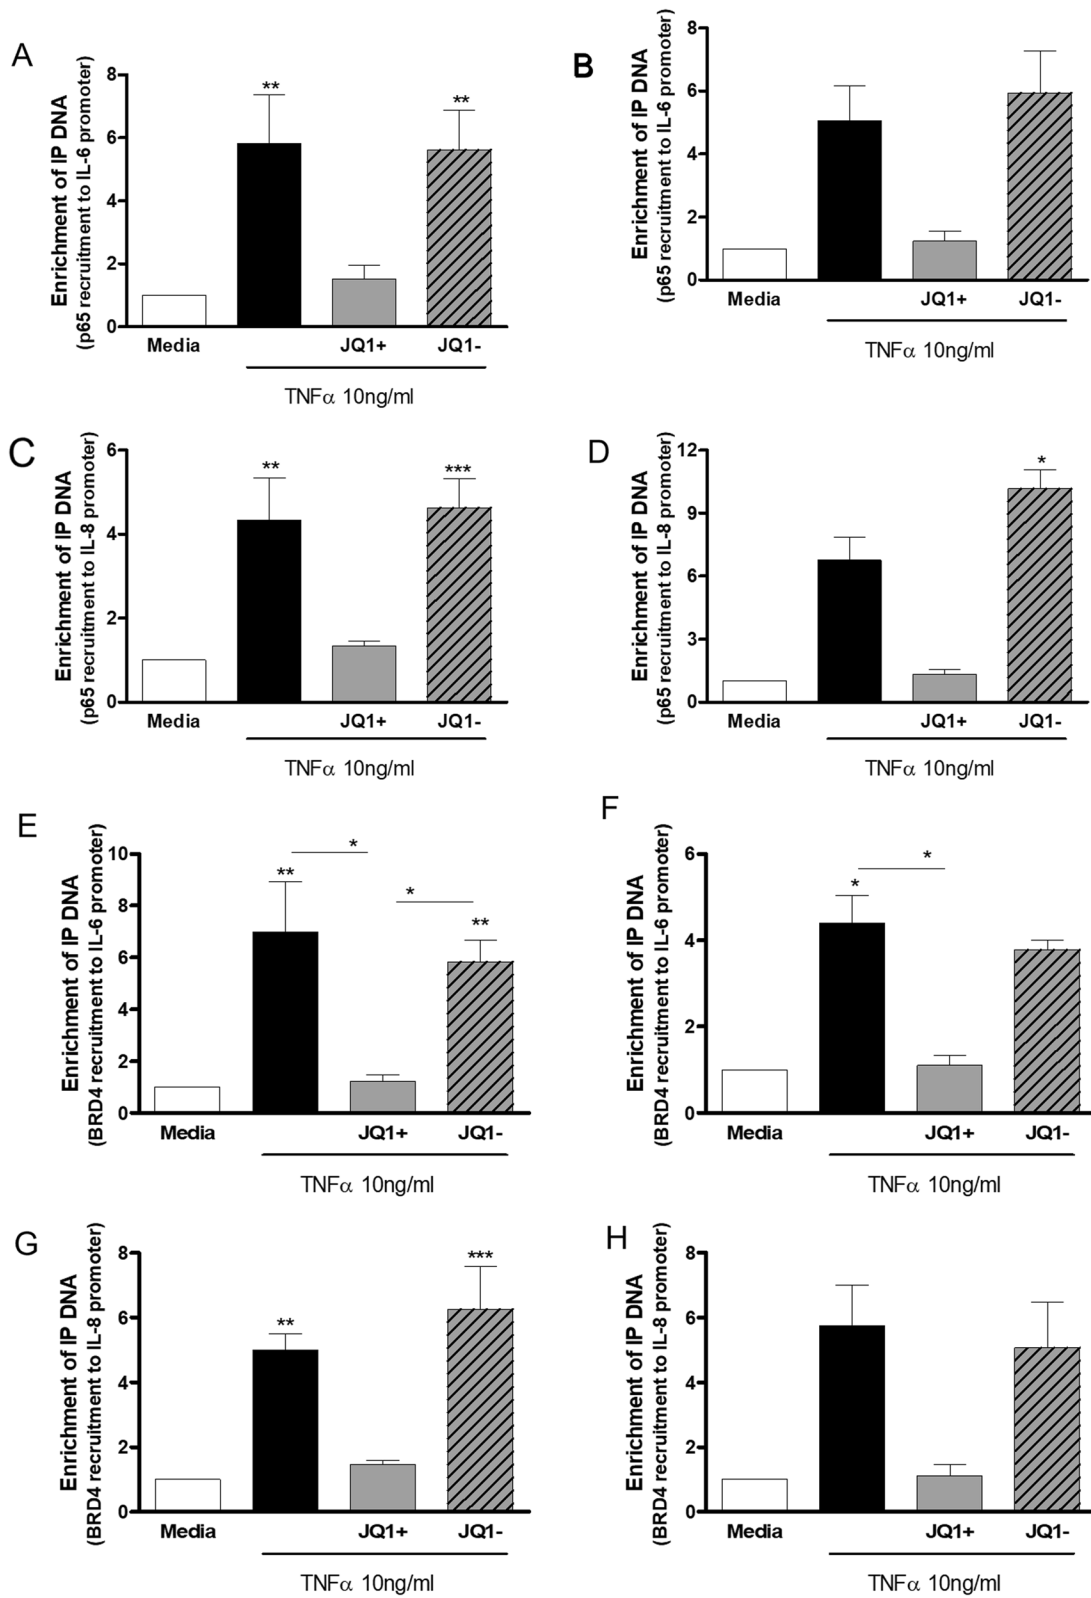 A
Enrichment of IP DNA
(p65 recruitment to IL-6 promoter)
8
6
4
2
0
**
**
Media
JQ1+
JQ1-
TNFα 10ng/ml
B
Enrichment of IP DNA
(p65 recruitment to IL-6 promoter)
8
6
4
2
0
Media
JQ1+
JQ1-
TNFα 10ng/ml
C
Enrichment of IP DNA
(p65 recruitment to IL-8 promoter)
6
4
2
0
**
***
Media
JQ1+
JQ1-
TNFα 10ng/ml
D
Enrichment of IP DNA
(p65 recruitment to IL-8 promoter)
12
9
6
3
0
*
Media
JQ1+
JQ1-
TNFα 10ng/ml
E
Enrichment of IP DNA
(BRD4 recruitment to IL-6 promoter)
10
8
6
4
2
0
*
**
*
**
Media
JQ1+
JQ1-
TNFα 10ng/ml
F
Enrichment of IP DNA
(BRD4 recruitment to IL-6 promoter)
6
4
2
0
*
*
Media
JQ1+
JQ1-
TNFα 10ng/ml
G
Enrichment of IP DNA
(BRD4 recruitment to IL-8 promoter)
8
6
4
2
0
**
***
Media
JQ1+
JQ1-
TNFα 10ng/ml
H
Enrichment of IP DNA
(BRD4 recruitment to IL-8 promoter)
8
6
4
2
0
Media
JQ1+
JQ1-
TNFα 10ng/ml